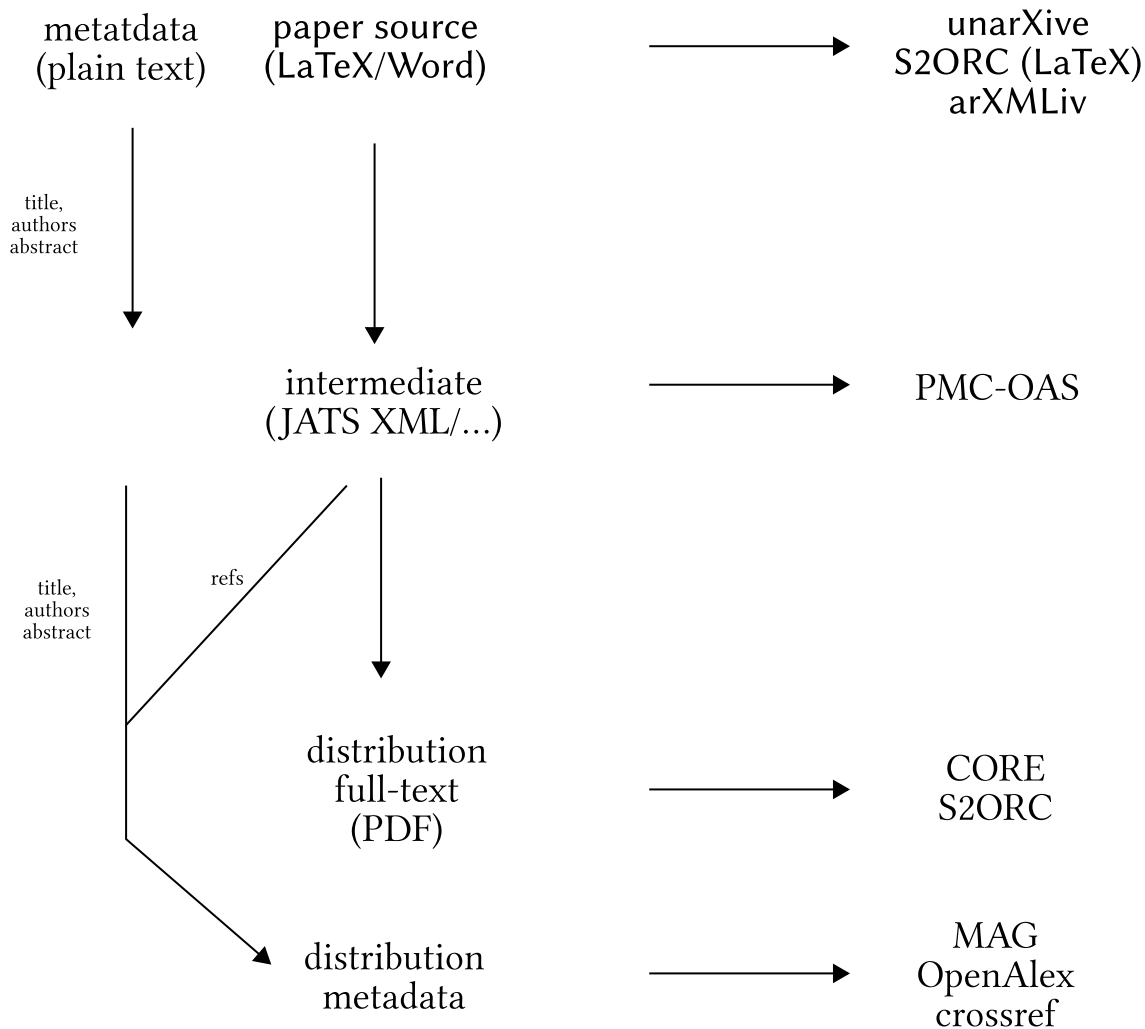 metatdata
(plain text)
paper source
(LaTeX/Word)
unarXive
S2ORC (LaTeX)
arXMLiv
title,
authors
abstract
intermediate
(JATS XML/...)
PMC-OAS
refs
title,
authors
abstract
distribution
full-text
(PDF)
CORE
S2ORC
distribution
metadata
MAG
OpenAlex
crossref